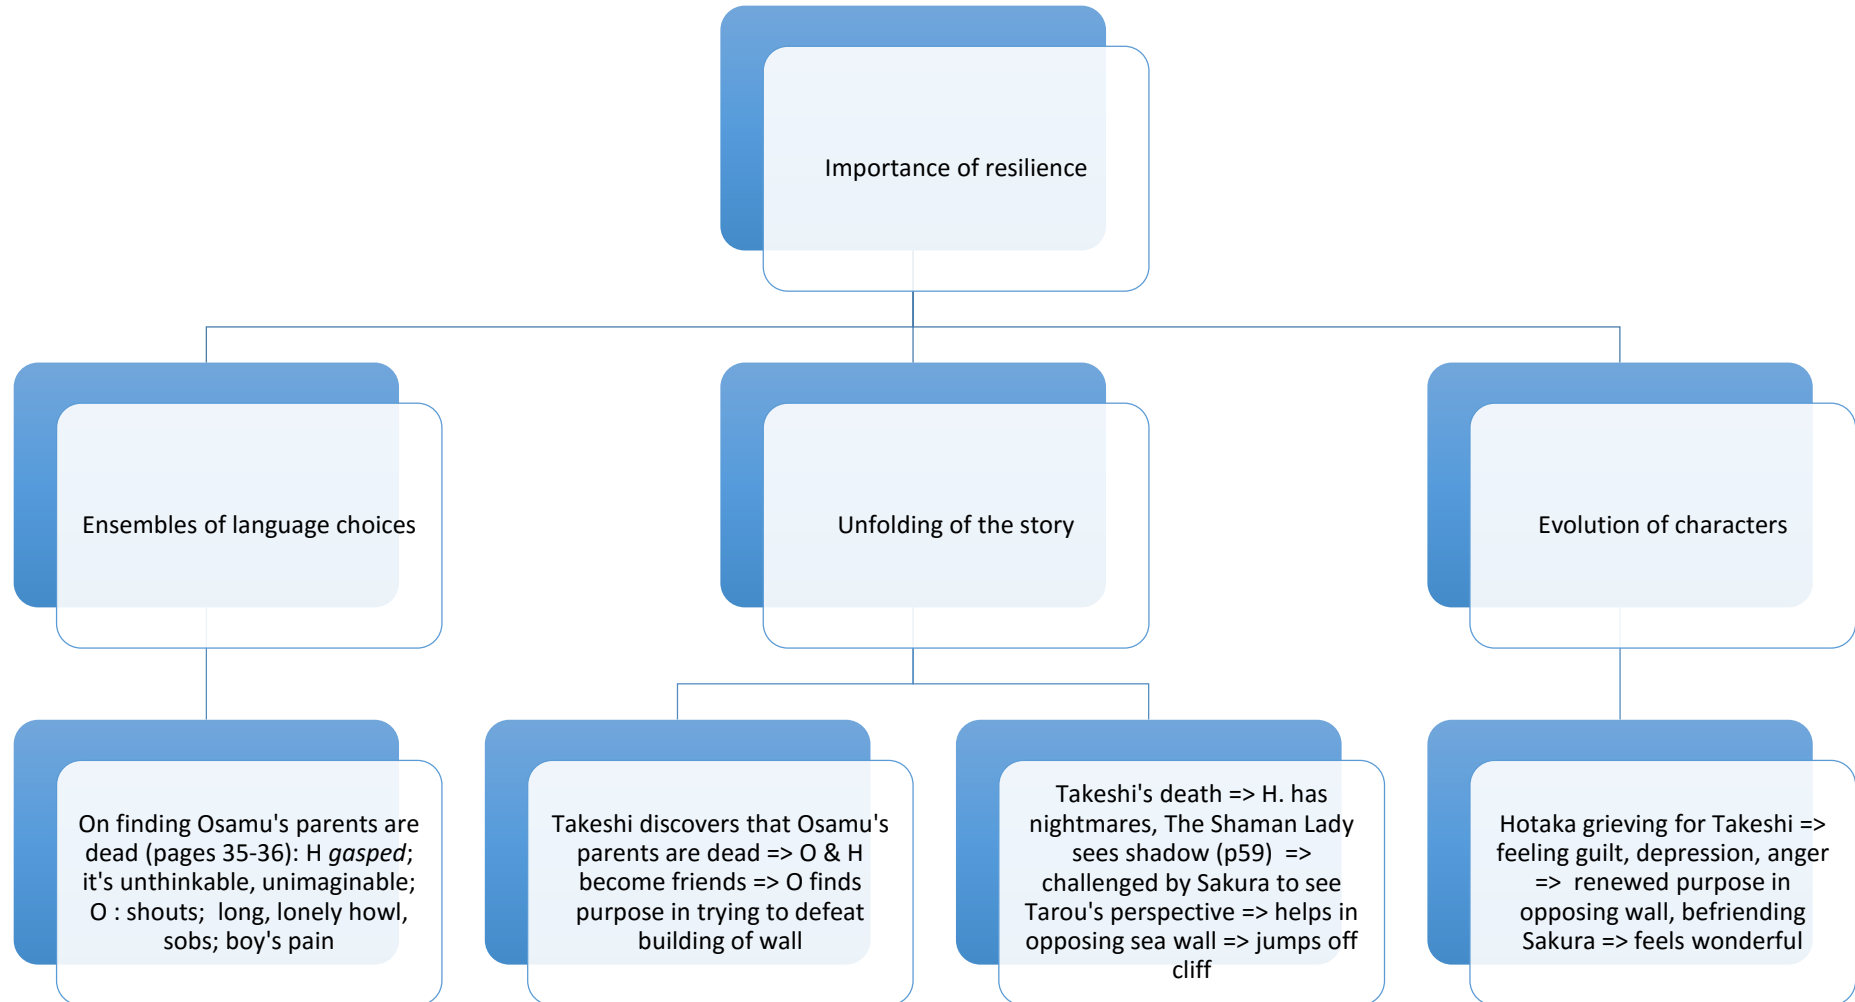 Importance of resilience
Ensembles of language choices
Unfolding of the story
Evolution of characters
On finding Osamu's parents are
dead (pages 35-36): H gasped;
it's unthinkable, unimaginable;
O : shouts;  long, lonely howl,
sobs; boy's pain
Takeshi discovers that Osamu's
parents are dead => O & H
become friends => O finds
purpose in trying to defeat
building of wall
Takeshi's death => H. has
nightmares, The Shaman Lady
sees shadow (p59)  =>
challenged by Sakura to see
Tarou's perspective => helps in
opposing sea wall => jumps off
cliff
Hotaka grieving for Takeshi =>
feeling guilt, depression, anger
=>  renewed purpose in
opposing wall, befriending
Sakura => feels wonderful